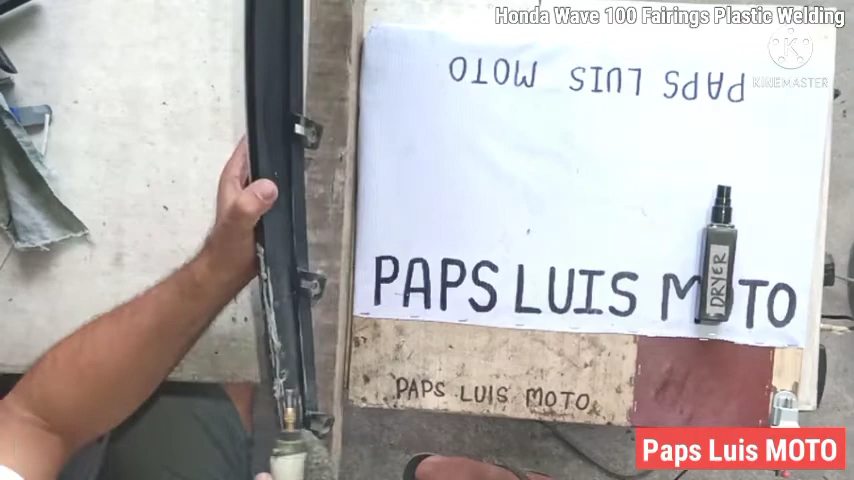 Honda Wave 100 Fairings Plastic Welding
KINEMASTER
PAPS LUIS MOTO
DRYER
PAPS LUIS MOTO
PAPS LUIS MOTO
Paps Luis MOTO